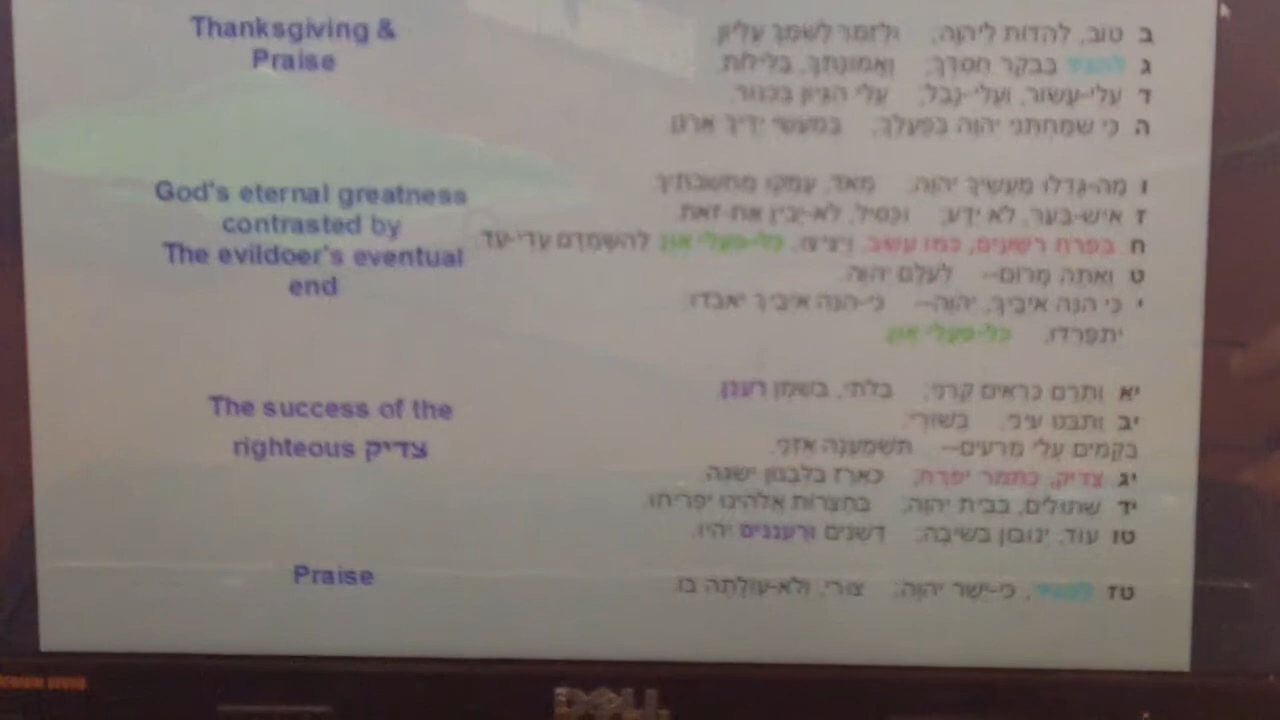 Thanksgiving &
Praise
ב טוב, להדות ליהוה; ולזמר לשמך עליון
ג להגיד בבקר חסדך; ואמונתך, בלילות
ד עלי-עשור, ועלי-נבל; עלי הגיון בכנור.
ה כי שמחתני יהוה בפעלך; במעשי ידיך ארנן
God's eternal greatness
contrasted by
The evildoer's eventual
end
ו מה-גדלו מעשיך יהוה; מאד, עמקו מחשבתיך
ז איש-בער, לא ידע; וכסיל, לא-יבין את-זאת
ח בפרח רשעים, כמו עשב, ויציצו, כל-פעלי און; להשמדם עדי-עד.
ט ואתה מרום-- לעלם יהוה.
י כי הנה איביך, יהוה-- כי-הנה איביך יאבדו:
יתפרדו, כל-פעלי און.
The success of the
righteous צדיק
יא ותרם כראים קרני; בלתי, בשמן רענן
יב ותבט עיני, בשורי:
בקמים עלי מרעים-- תשמענה אזני.
יג צדיק, כתמר יפרח; כארז בלבנון ישגה.
יד שתולים, בבית יהוה; בחצרות אלהינו יפריחו.
טו עוד, ינובון בשיבה; דשנים ורעננים יהיו.
Praise
טז להגיד, כי-ישר יהוה; צורי, ולא-עולתה בו.
DELL